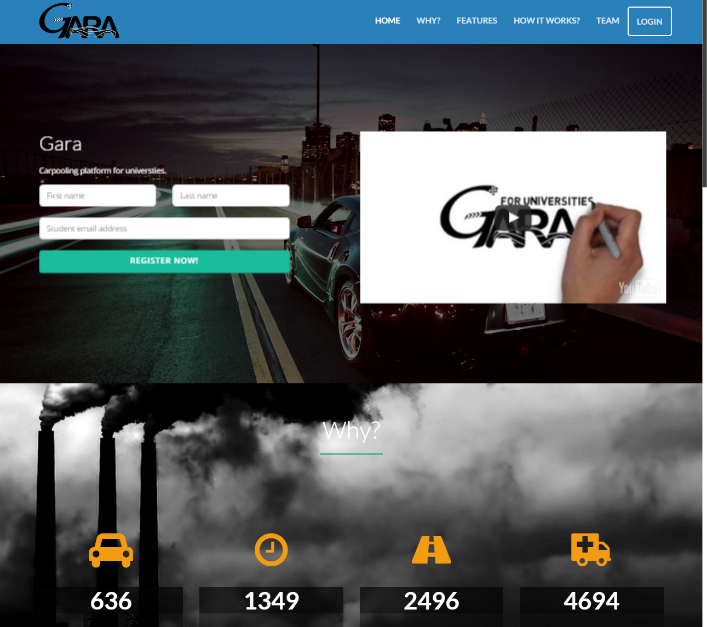 GARA
HOME WHY? FEATURES HOW IT WORKS? TEAM LOGIN
Gara
Carpooling platform for universties.
First name Last name
Student email address
REGISTER NOW!
FOR UNIVERSITIES
GARA
YouTube
Why?
636 1349 2496 4694